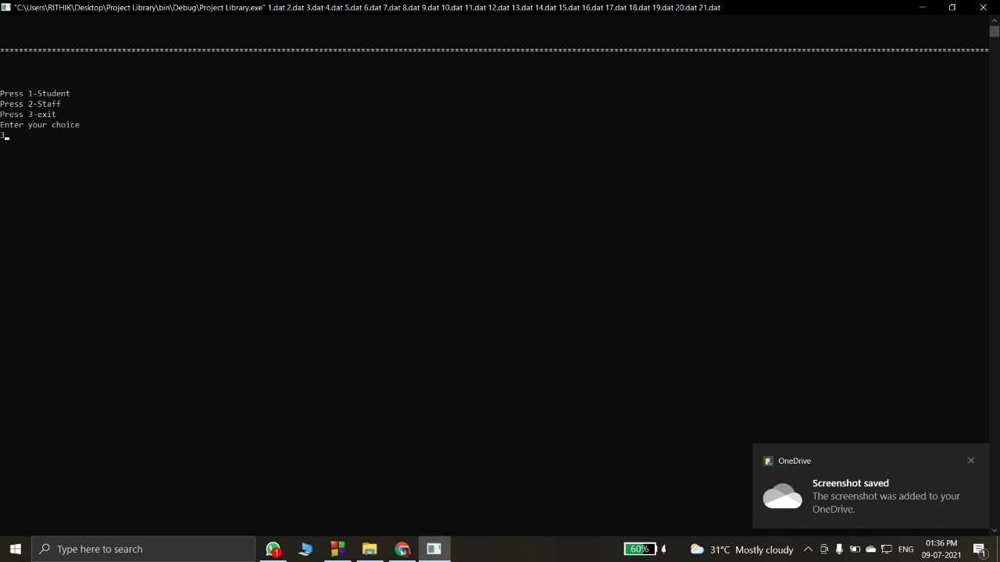 "C:\Users\RITHIK\Desktop\Project Library\bin\Debug\Project Library.exe" 1.dat 2.dat 3.dat 4.dat 5.dat 6.dat 7.dat 8.dat 9.dat 10.dat 11.dat 12.dat 13.dat 14.dat 15.dat 16.dat 17.dat 18.dat 19.dat 20.dat 21.dat
Press 1-Student
Press 2-Staff
Press 3-exit
Enter your choice
3
OneDrive
Screenshot saved
The screenshot was added to your
OneDrive.
Type here to search
1
60%
31°C Mostly cloudy
ENG
01:36 PM
09-07-2021
1